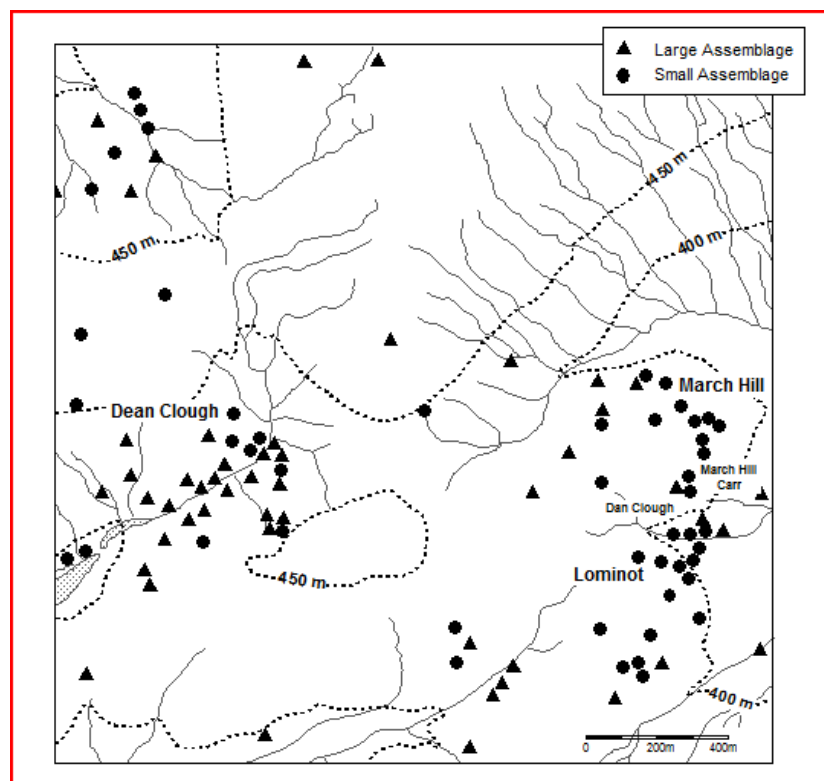 Large Assemblage
Small Assemblage
450 m
400 m
450 m
March Hill
Dean Clough
March Hill
Carr
Dan Clough
450 m
Lominot
400 m
0 200m 400m